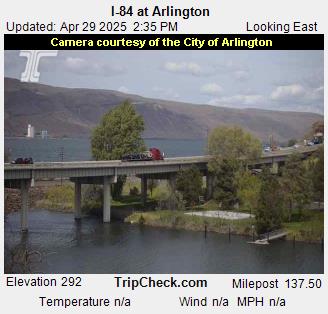 I-84 at Arlington
Updated: Apr 29 2025 2:35 PM Looking East
Camera courtesy of the City of Arlington
Elevation 292 TripCheck.com Milepost 137.50
Temperature n/a Wind n/a MPH n/a